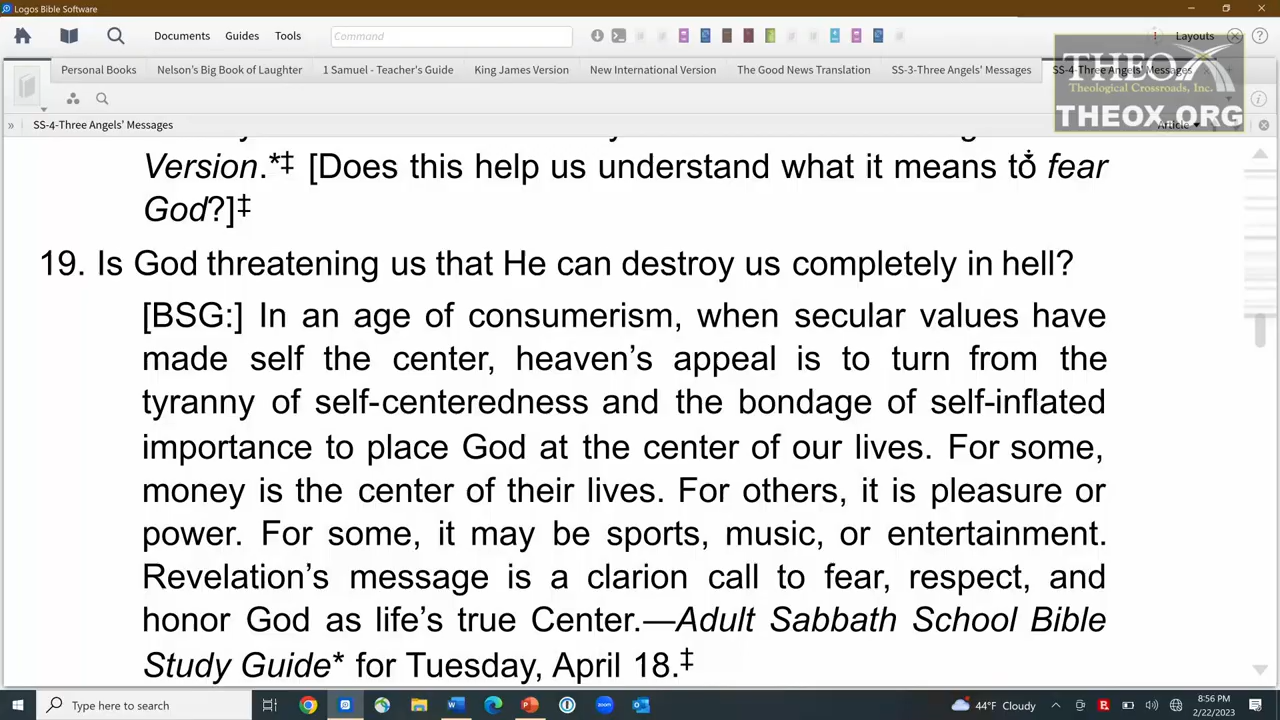 Logos Bible Software
Documents Guides Tools Command Layouts
Personal Books Nelson's Big Book of Laughter 1 Sam King James Version New International Version The Good News Translation SS-3-Three Angels' Messages SS-4-Three Angels' Messages
THEOX
Theological Crossroads, Inc.
THEOX.ORG
SS-4-Three Angels' Messages Article
Version.*‡ [Does this help us understand what it means to fear
God?]‡
19. Is God threatening us that He can destroy us completely in hell?
[BSG:] In an age of consumerism, when secular values have
made self the center, heaven's appeal is to turn from the
tyranny of self-centeredness and the bondage of self-inflated
importance to place God at the center of our lives. For some,
money is the center of their lives. For others, it is pleasure or
power. For some, it may be sports, music, or entertainment.
Revelation's message is a clarion call to fear, respect, and
honor God as life's true Center.—Adult Sabbath School Bible
Study Guide* for Tuesday, April 18.‡
Type here to search 44°F Cloudy 8:56 PM
2/22/2023